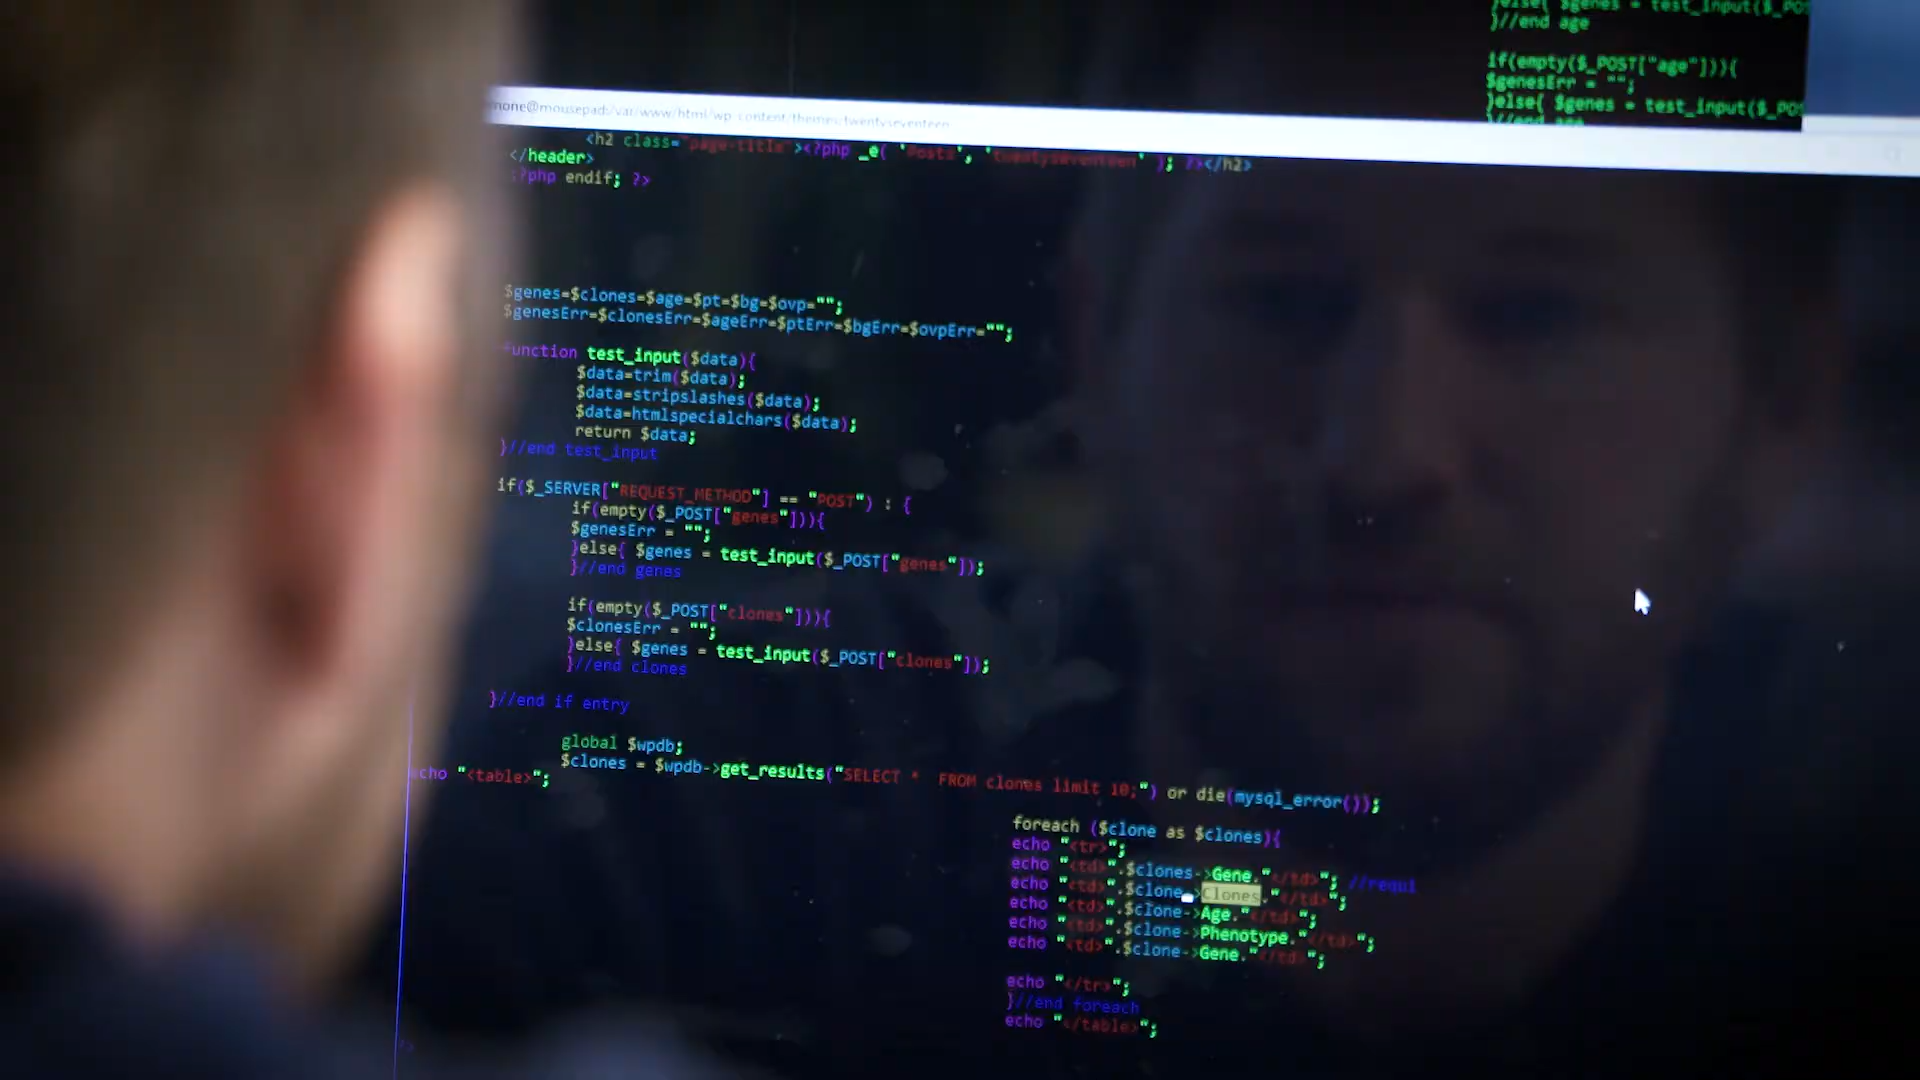 }else{ $genes = test_input($_POS
}//end age
if(empty($_POST["age"])){
$genesErr = "";
}else{ $genes = test_input($_POS
}//end age
none@mousepad:/var/www/html/wp-content/themes/twentyseventeen
<h2 class="page-title"><?php _e( 'Posts', 'twentyseventeen' ); ?></h2>
</header>
<?php endif; ?>
$genes=$clones=$age=$pt=$bg=$ovp="";
$genesErr=$clonesErr=$ageErr=$ptErr=$bgErr=$ovpErr="";
function test_input($data){
$data=trim($data);
$data=stripslashes($data);
$data=htmlspecialchars($data);
return $data;
}//end test_input
if($_SERVER["REQUEST_METHOD"] == "POST") : {
if(empty($_POST["genes"])){
$genesErr = "";
}else{ $genes = test_input($_POST["genes"]);
}//end genes
if(empty($_POST["clones"])){
$clonesErr = "";
}else{ $genes = test_input($_POST["clones"]);
}//end clones
}//end if entry
global $wpdb;
$clones = $wpdb->get_results("SELECT * FROM clones limit 10;") or die(mysql_error());
echo "<table>";
foreach ($clone as $clones){
echo "<tr>";
echo "<td>".$clones->Gene."</td>"; //requi
echo "<td>".$clone->Clones."</td>";
echo "<td>".$clone->Age."</td>";
echo "<td>".$clone->Phenotype."</td>";
echo "<td>".$clone->Gene."</td>";
echo "</tr>";
}//end foreach
echo "</table>";
?>